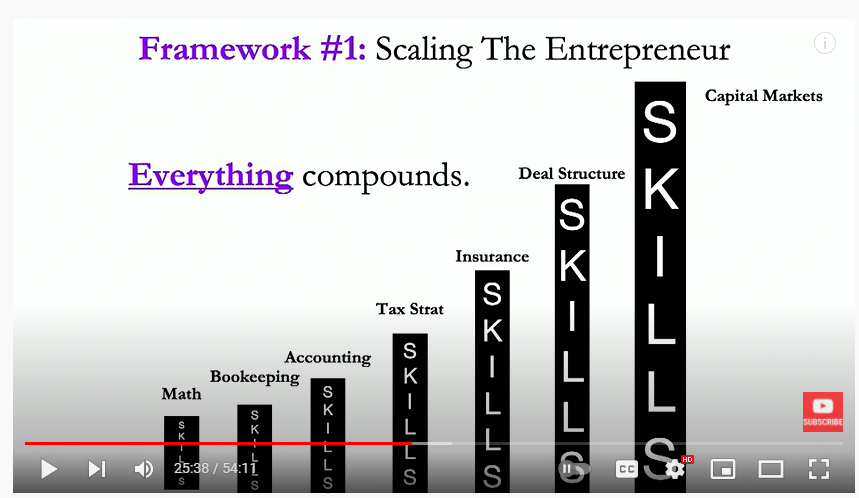 Framework #1: Scaling The Entrepreneur
Capital Markets
Everything compounds.
Deal Structure
Insurance
Tax Strat
Accounting
Bookeeping
Math
SKILLS
SKILLS
SKILLS
SKILLS
SKILLS
SKILLS
SKILLS
SUBSCRIBE
25:38 / 54:11
CC
HD